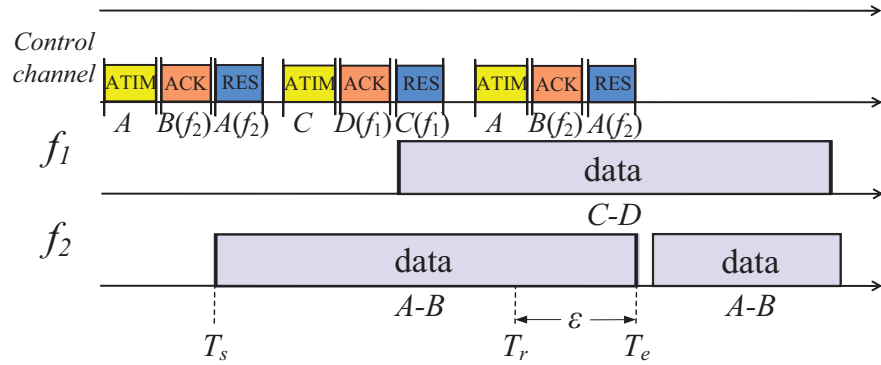 Control channel
ATIM ACK RES ATIM ACK RES ATIM ACK RES
A B(f2) A(f2) C D(f1) C(f1) A B(f2) A(f2)
f1 data
C-D
f2 data data
A-B A-B
ε
Ts Tr Te